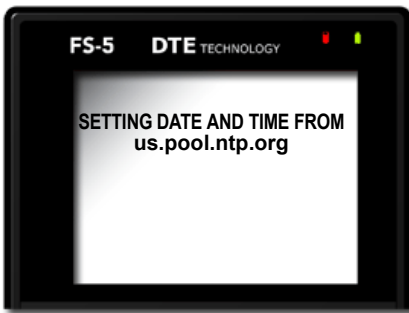 FS-5 DTE TECHNOLOGY
SETTING DATE AND TIME FROM
us.pool.ntp.org